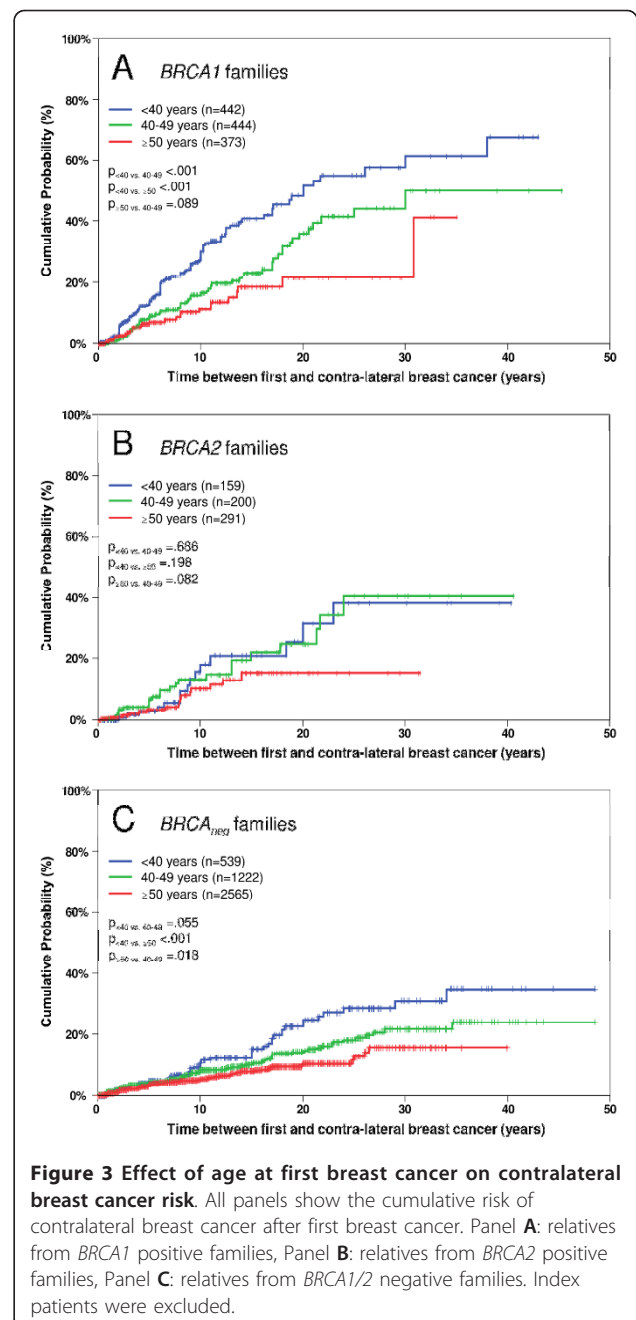 100%
80%
60%
40%
20%
0%
Cumulative Probability (%)
A BRCA1 families
<40 years (n=442)
40-49 years (n=444)
≥50 years (n=373)
p<40 vs. 40-49 <.001
p<40 vs. ≥50 <.001
p≥50 vs. 40-49 =.089
0 10 20 30 40 50
Time between first and contra-lateral breast cancer (years)
100%
80%
60%
40%
20%
0%
Cumulative Probability (%)
B BRCA2 families
<40 years (n=159)
40-49 years (n=200)
≥50 years (n=291)
p<40 vs. 40-49 =.686
p<40 vs. ≥50 =.198
p≥50 vs. 40-49 =.082
0 10 20 30 40 50
Time between first and contra-lateral breast cancer (years)
100%
80%
60%
40%
20%
0%
Cumulative Probability (%)
C BRCAneg families
<40 years (n=539)
40-49 years (n=1222)
≥50 years (n=2565)
p<40 vs. 40-49 =.055
p<40 vs. ≥50 <.001
p≥50 vs. 40-49 =.018
0 10 20 30 40 50
Time between first and contra-lateral breast cancer (years)
Figure 3 Effect of age at first breast cancer on contralateral
breast cancer risk. All panels show the cumulative risk of
contralateral breast cancer after first breast cancer. Panel A: relatives
from BRCA1 positive families, Panel B: relatives from BRCA2 positive
families, Panel C: relatives from BRCA1/2 negative families. Index
patients were excluded.